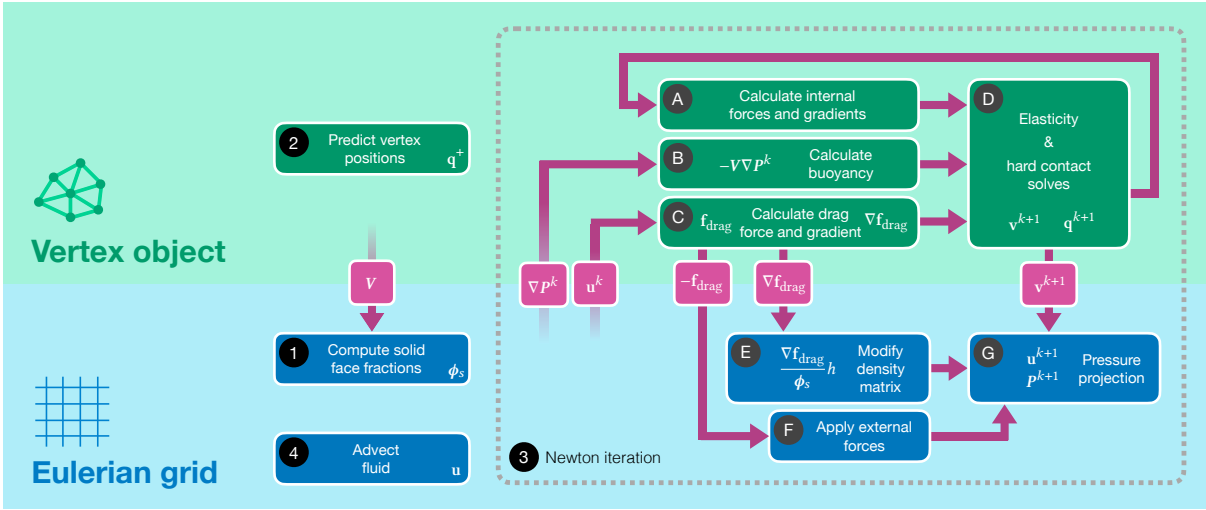 A
Calculate internal
forces and gradients
D
Elasticity
&
hard contact
solves
v^{k+1} q^{k+1}
2
Predict vertex
positions
q^+
B
−V∇P^k
Calculate
buoyancy
C
f_drag
Calculate drag
force and gradient
∇f_drag
Vertex object
V
∇P^k
u^k
−f_drag
∇f_drag
v^{k+1}
1
Compute solid
face fractions
ϕ_s
E
∇f_drag
ϕ_s
h
Modify
density
matrix
G
u^{k+1}
P^{k+1}
Pressure
projection
F
Apply external
forces
Eulerian grid
4
Advect
fluid
u
3 Newton iteration